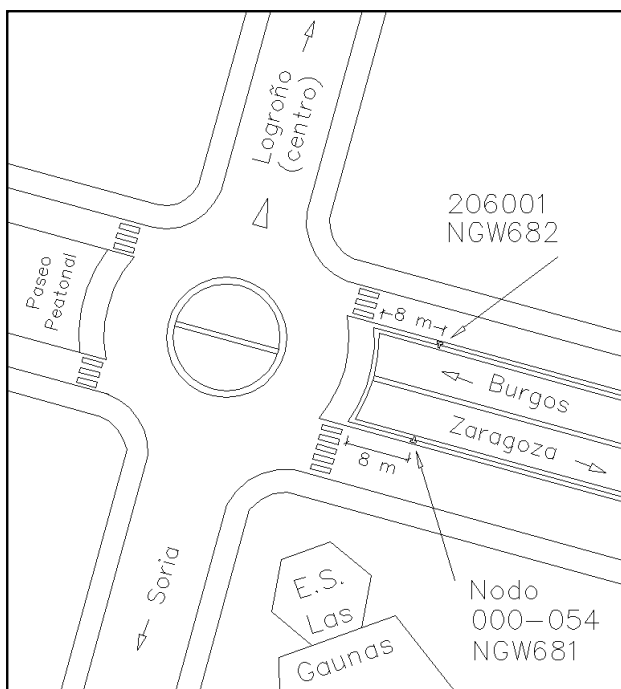 Logroño
(centro)
206001
NGW682
Paseo
Peatonal
8 m
Burgos
Zaragoza
8 m
Soria
E.S.
Las
Gaunas
Nodo
000-054
NGW681